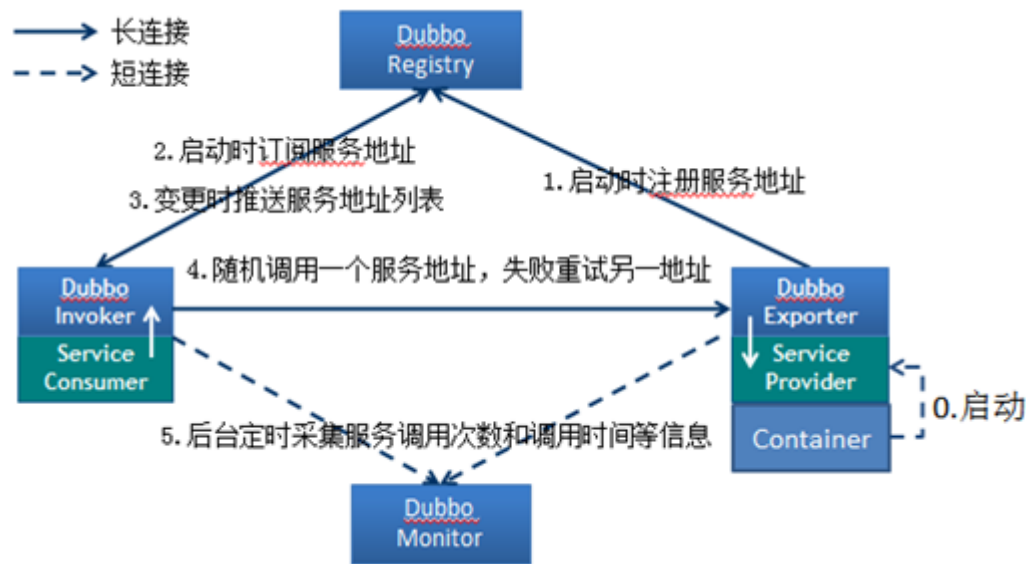 长连接
短连接
Dubbo
Registry
2.启动时订阅服务地址
1.启动时注册服务地址
3.变更时推送服务地址列表
4.随机调用一个服务地址，失败重试另一地址
Dubbo
Invoker
Service
Consumer
Dubbo
Exporter
Service
Provider
Container
0.启动
5.后台定时采集服务调用次数和调用时间等信息
Dubbo
Monitor